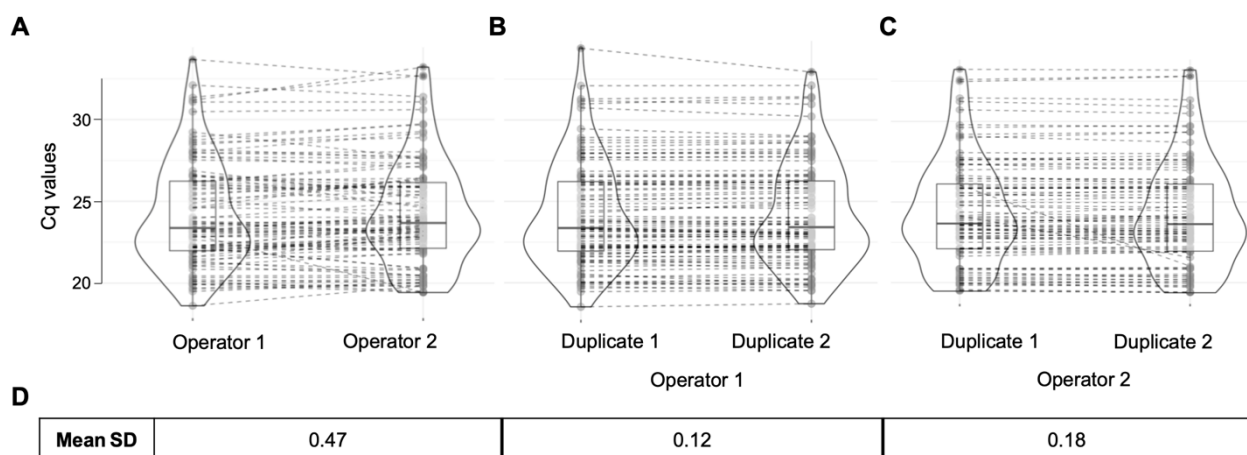 A
B
C
Cq values
30
25
20
Operator 1
Operator 2
Duplicate 1
Duplicate 2
Operator 1
Duplicate 1
Duplicate 2
Operator 2
D
Mean SD 0.47 0.12 0.18